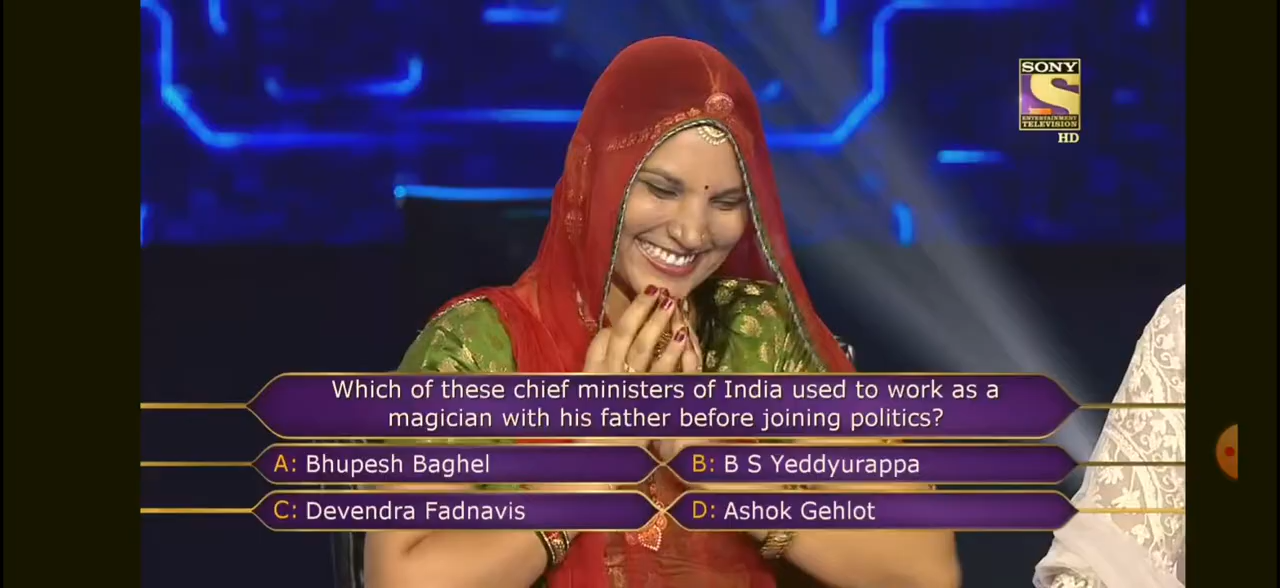 SONY
S
ENTERTAINMENT
TELEVISION
HD
Which of these chief ministers of India used to work as a
magician with his father before joining politics?
A: Bhupesh Baghel
B: B S Yeddyurappa
C: Devendra Fadnavis
D: Ashok Gehlot